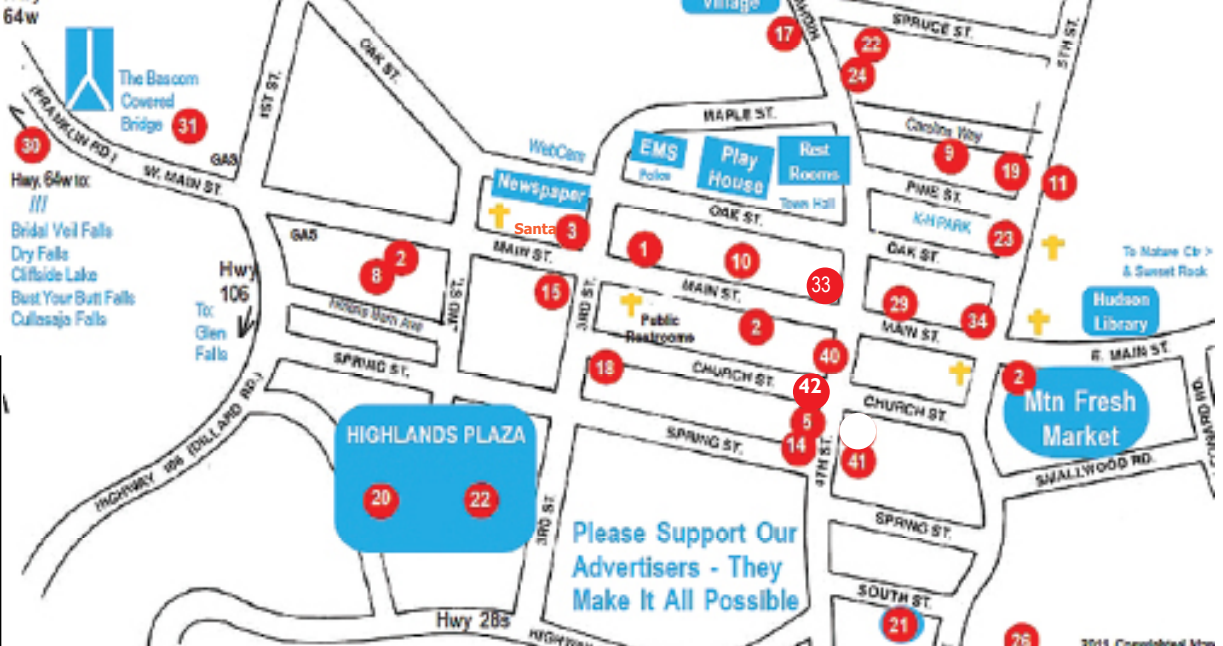 64w
Village
17
SPRUCE ST.
5TH ST.
22
24
OAK ST.
1ST ST.
The Bascom
Covered
Bridge
31
(FRANKLIN RD.)
30
GAS
W. MAIN ST.
Hwy. 64w to:
///
Bridal Veil Falls
Dry Falls
Cliffside Lake
Bust Your Butt Falls
Cullasaja Falls
MAPLE ST.
Carolina Way
WebCam
EMS
Police
Play
House
Rest
Rooms
Town Hall
9
19
11
PINE ST.
K-H PARK
23
Newspaper
Santa
3
OAK ST.
OAK ST.
GAS
2
8
MAIN ST.
1
10
33
To Nature Ctr >
& Sunset Rock
Hwy
106
To:
Glen
Falls
2ND ST.
15
3RD ST.
MAIN ST.
Public
Restrooms
2
29
34
MAIN ST.
Hudson
Library
E. MAIN ST.
SPRING ST.
18
CHURCH ST.
40
42
2
Mtn Fresh
Market
CHURCH ST.
HIGHLANDS PLAZA
20
22
SPRING ST.
5
14
4TH ST.
41
SMALLWOOD RD.
HIGHWAY 106 (DILLARD RD.)
3RD ST.
Please Support Our
Advertisers - They
Make It All Possible
SPRING ST.
SOUTH ST.
21
Hwy 28s
26